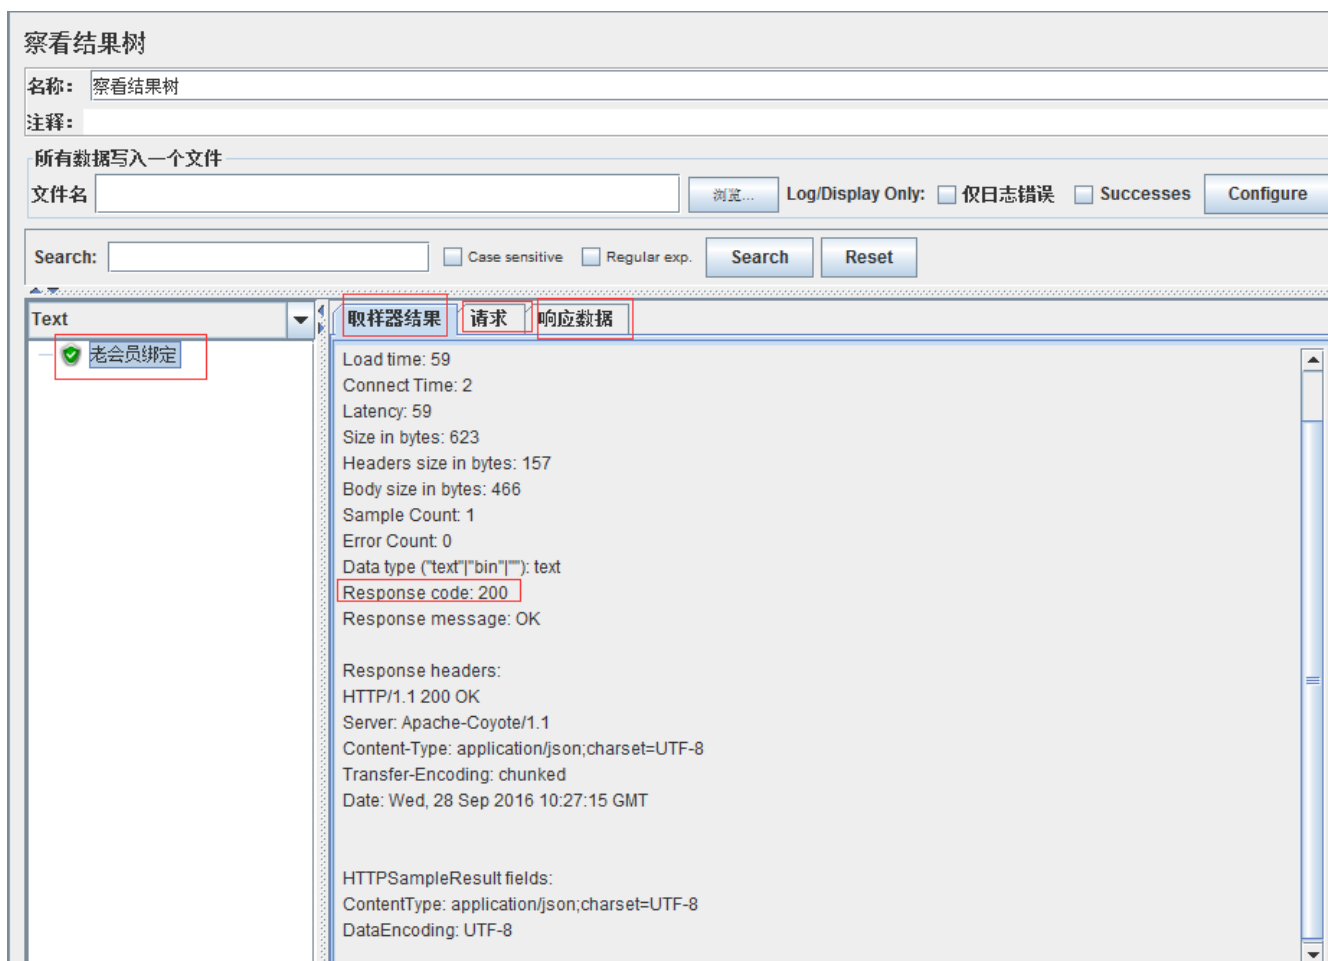 察看结果树
名称: 察看结果树
注释:
所有数据写入一个文件
文件名 浏览... Log/Display Only: 仅日志错误 Successes Configure
Search: Case sensitive Regular exp. Search Reset
Text
老会员绑定
取样器结果 请求 响应数据
Load time: 59
Connect Time: 2
Latency: 59
Size in bytes: 623
Headers size in bytes: 157
Body size in bytes: 466
Sample Count: 1
Error Count: 0
Data type ("text"|"bin"|""): text
Response code: 200
Response message: OK
Response headers:
HTTP/1.1 200 OK
Server: Apache-Coyote/1.1
Content-Type: application/json;charset=UTF-8
Transfer-Encoding: chunked
Date: Wed, 28 Sep 2016 10:27:15 GMT
HTTPSampleResult fields:
ContentType: application/json;charset=UTF-8
DataEncoding: UTF-8